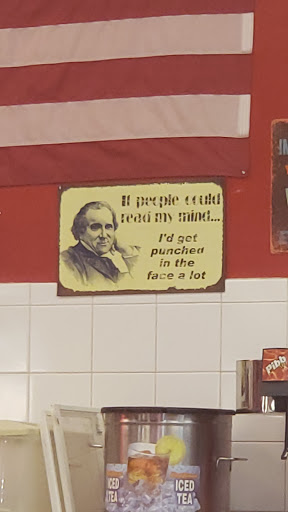 If people could
read my mind...
I'd get
punched
in the
face a lot
Pibb
ICED
TEA
ICED
TEA